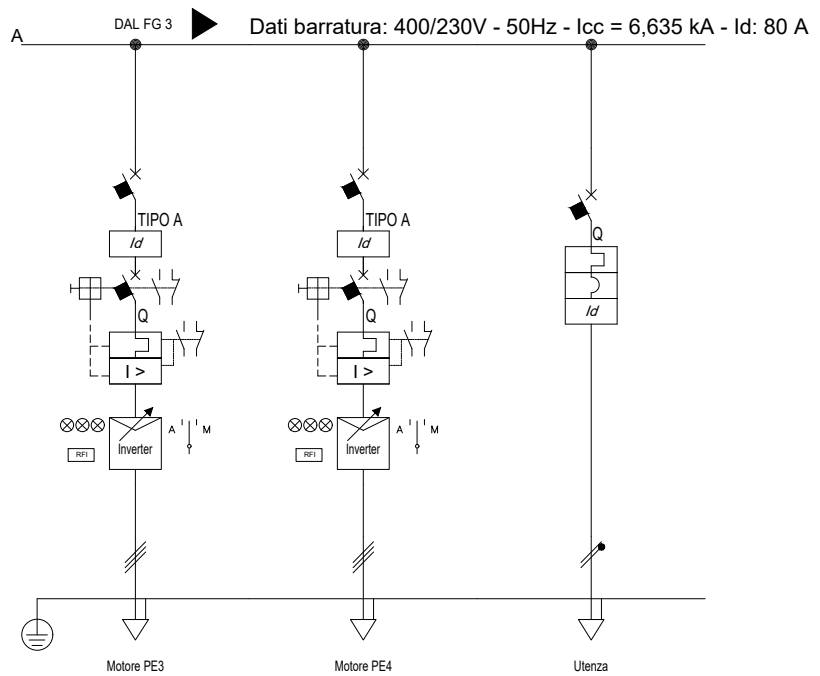 DAL FG 3
Dati barratura: 400/230V - 50Hz - Icc = 6,635 kA - Id: 80 A
A
TIPO A
TIPO A
Id
Id
Q
Q
Q
Id
I >
I >
A M
A M
Inverter
Inverter
RFI
RFI
Motore PE3
Motore PE4
Utenza